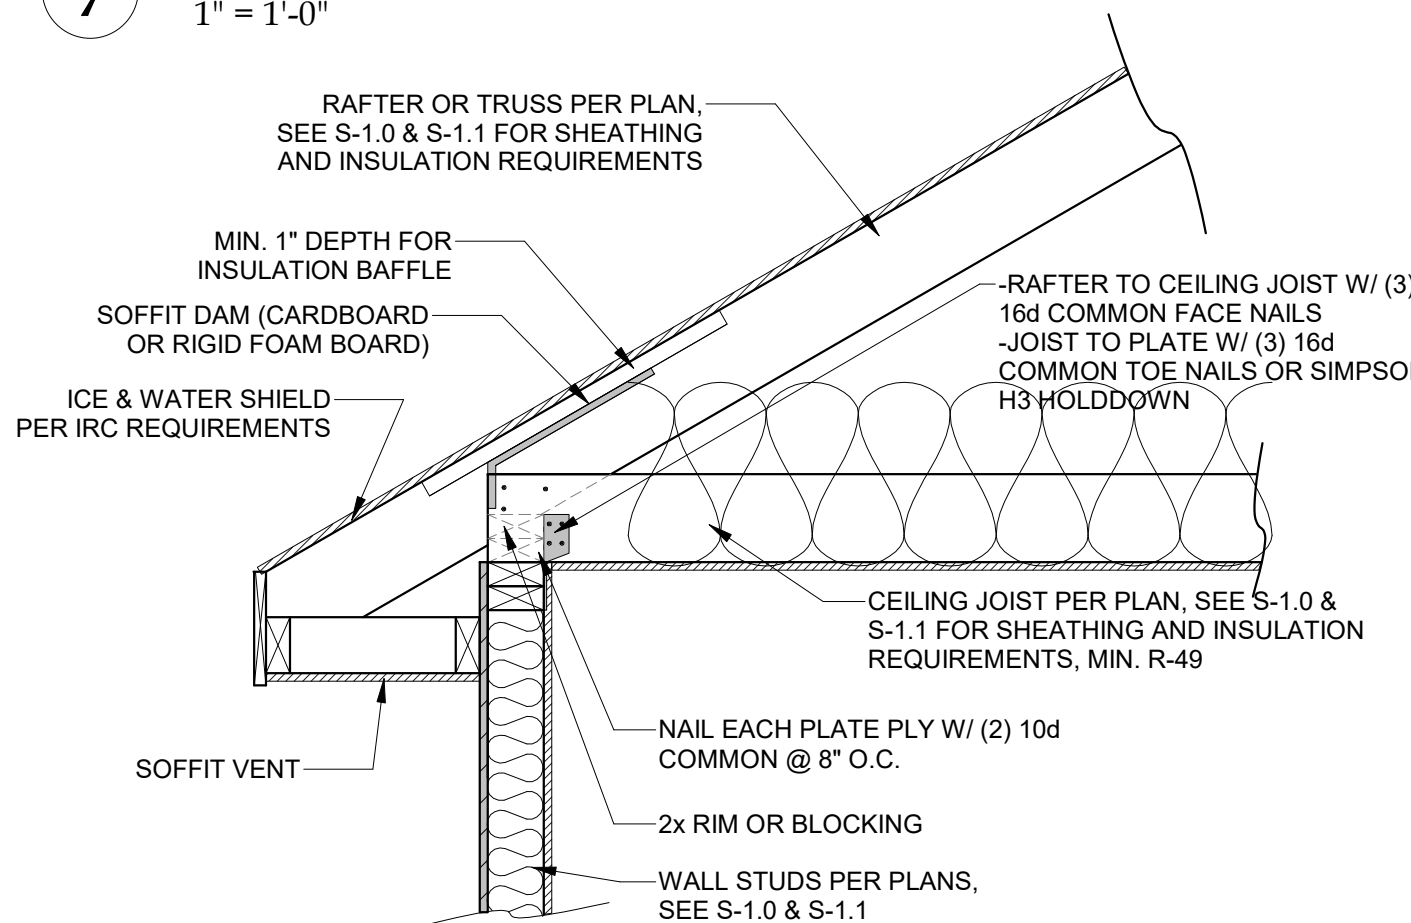 1" = 1'-0"
RAFTER OR TRUSS PER PLAN,
SEE S-1.0 & S-1.1 FOR SHEATHING
AND INSULATION REQUIREMENTS
MIN. 1" DEPTH FOR
INSULATION BAFFLE
SOFFIT DAM (CARDBOARD
OR RIGID FOAM BOARD)
ICE & WATER SHIELD
PER IRC REQUIREMENTS
-RAFTER TO CEILING JOIST W/ (3)
16d COMMON FACE NAILS
-JOIST TO PLATE W/ (3) 16d
COMMON TOE NAILS OR
H3 HOLDDOWN
CEILING JOIST PER PLAN, SEE S-1.0 &
S-1.1 FOR SHEATHING AND INSULATION
REQUIREMENTS, MIN. R-49
NAIL EACH PLATE PLY W/ (2) 10d
COMMON @ 8" O.C.
SOFFIT VENT
2x RIM OR BLOCKING
WALL STUDS PER PLANS,
SEE S-1.0 & S-1.1